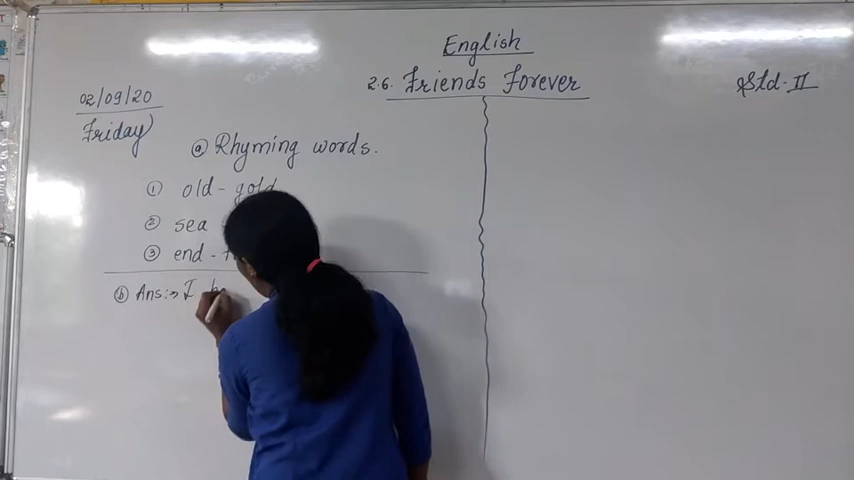 English
2.6. Friends Forever
Std-II
02/09/20
Friday
ⓐ Rhyming words.
① old - gold
② sea
③ end -
ⓑ Ans:→ I